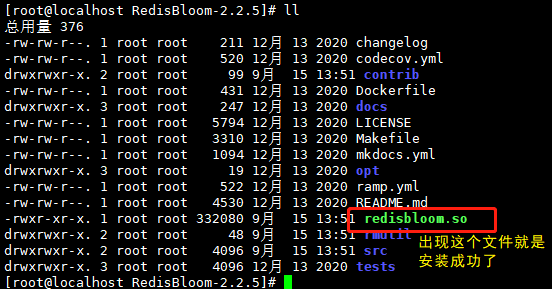 [root@localhost RedisBloom-2.2.5]# ll
总用量 376
-rw-rw-r--. 1 root root    211 12月  13 2020 changelog
-rw-rw-r--. 1 root root    520 12月  13 2020 codecov.yml
drwxrwxr-x. 2 root root     99 9月   15 13:51 contrib
-rw-rw-r--. 1 root root    431 12月  13 2020 Dockerfile
drwxrwxr-x. 3 root root    247 12月  13 2020 docs
-rw-rw-r--. 1 root root   5794 12月  13 2020 LICENSE
-rw-rw-r--. 1 root root   3310 12月  13 2020 Makefile
-rw-rw-r--. 1 root root   1094 12月  13 2020 mkdocs.yml
drwxrwxr-x. 3 root root     19 12月  13 2020 opt
-rw-rw-r--. 1 root root    522 12月  13 2020 ramp.yml
-rw-rw-r--. 1 root root   4530 12月  13 2020 README.md
-rwxr-xr-x. 1 root root 332080 9月   15 13:51 redisbloom.so
drwxrwxr-x. 2 root root     48 9月   15 13:51 rmutil
drwxrwxr-x. 2 root root   4096 9月   15 13:51 src
drwxrwxr-x. 3 root root   4096 12月  13 2020 tests
[root@localhost RedisBloom-2.2.5]#
出现这个文件就是
安装成功了